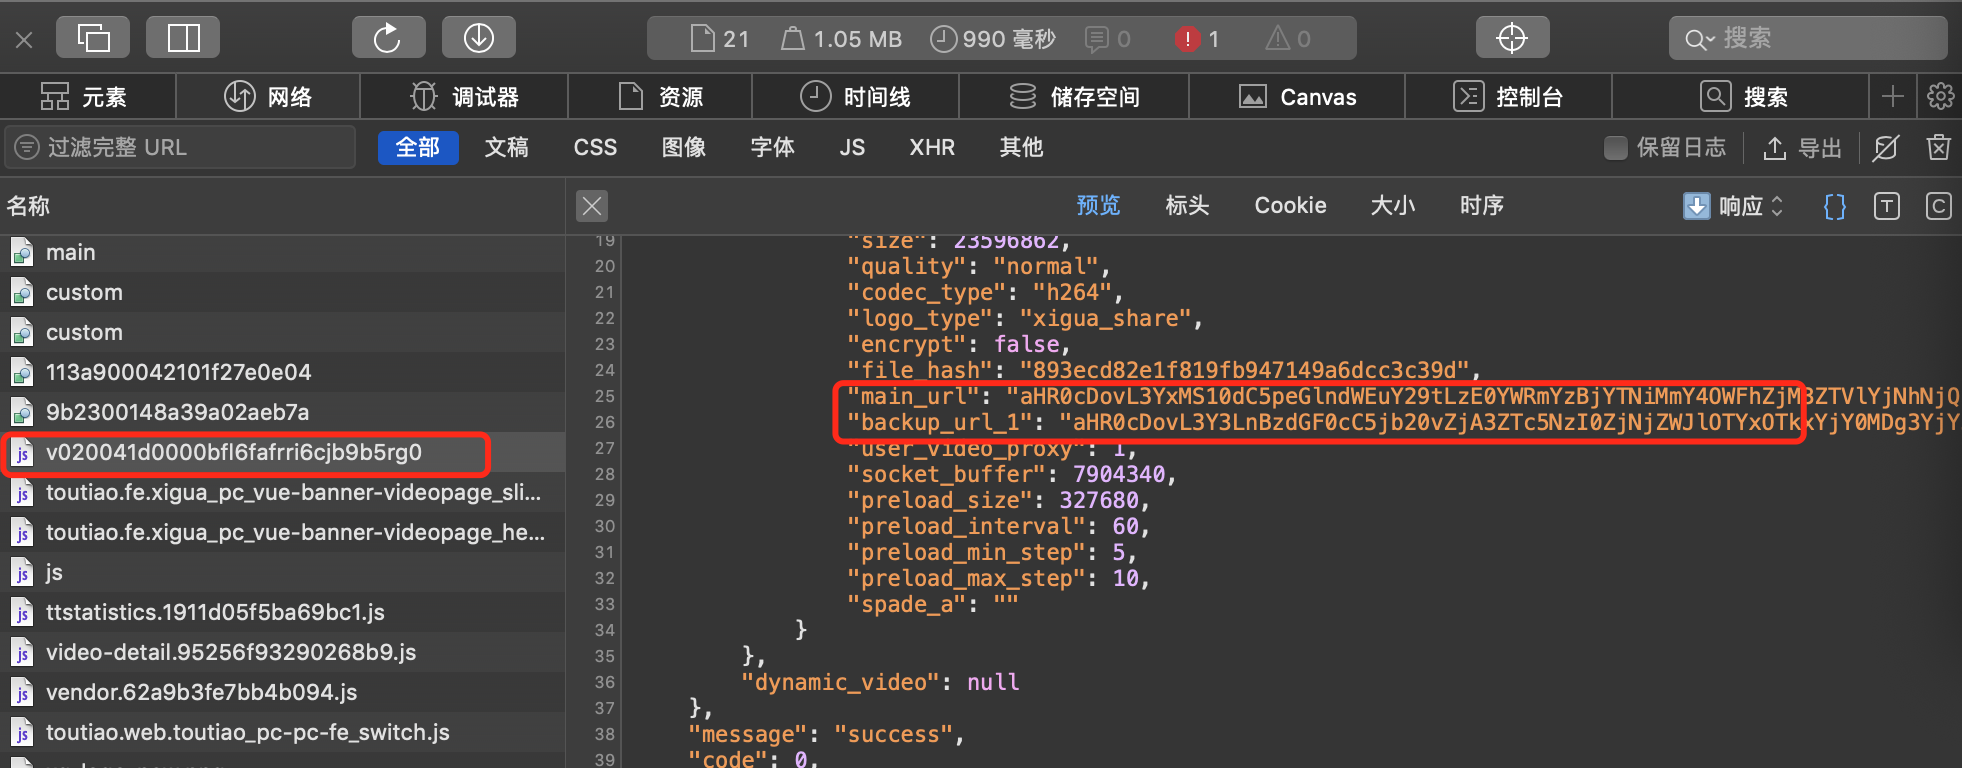 21 1.05 MB 990 毫秒 0 1 0 搜索
元素 网络 调试器 资源 时间线 储存空间 Canvas 控制台 搜索
过滤完整 URL 全部 文稿 CSS 图像 字体 JS XHR 其他 保留日志 导出
名称 预览 标头 Cookie 大小 时序 响应 {} T C
main
custom
custom
113a900042101f27e0e04
9b2300148a39a02aeb7a
v020041d0000bfl6fafrri6cjb9b5rg0
toutiao.fe.xigua_pc_vue-banner-videopage_sli...
toutiao.fe.xigua_pc_vue-banner-videopage_he...
js
ttstatistics.1911d05f5ba69bc1.js
video-detail.95256f93290268b9.js
vendor.62a9b3fe7bb4b094.js
toutiao.web.toutiao_pc-pc-fe_switch.js
19 "size": 23596862,
20 "quality": "normal",
21 "codec_type": "h264",
22 "logo_type": "xigua_share",
23 "encrypt": false,
24 "file_hash": "893ecd82e1f819fb947149a6dcc3c39d",
25 "main_url": "aHR0cDovL3YxMS10dC5peGlndWEuY29tLzE0YWRmYzBjYTNiMmY4OWFhZjM3ZTVlYjNhNjQ
26 "backup_url_1": "aHR0cDovL3Y3LnBzdGF0cC5jb20vZjA3ZTc5NzI0ZjNjZWJlOTYxOTkxYjY0MDg3YjY
27 "user_video_proxy": 1,
28 "socket_buffer": 7904340,
29 "preload_size": 327680,
30 "preload_interval": 60,
31 "preload_min_step": 5,
32 "preload_max_step": 10,
33 "spade_a": ""
34 }
35 },
36 "dynamic_video": null
37 },
38 "message": "success",
39 "code": 0,